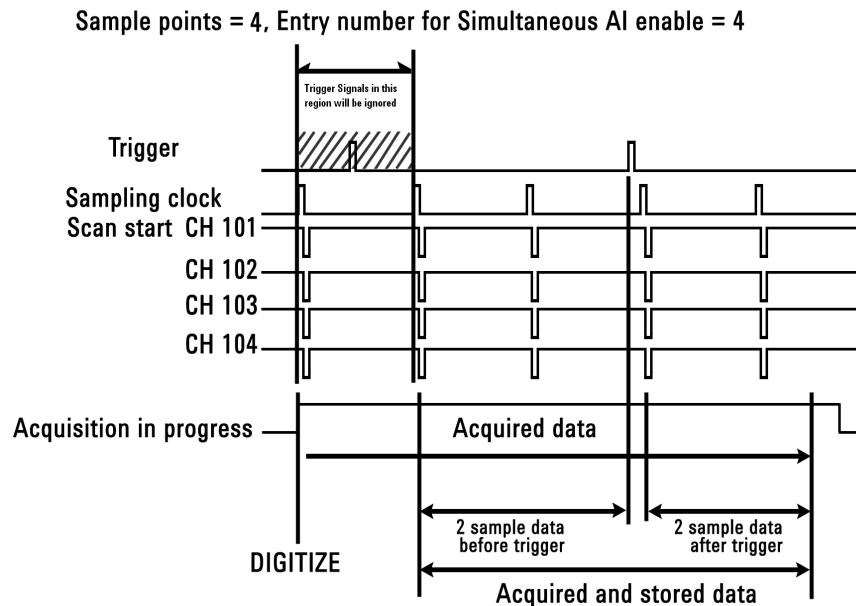 Sample points = 4, Entry number for Simultaneous AI enable = 4
Trigger Signals in this
region will be ignored
Trigger
Sampling clock
Scan start CH 101
CH 102
CH 103
CH 104
Acquisition in progress
Acquired data
2 sample data
before trigger
2 sample data
after trigger
DIGITIZE
Acquired and stored data